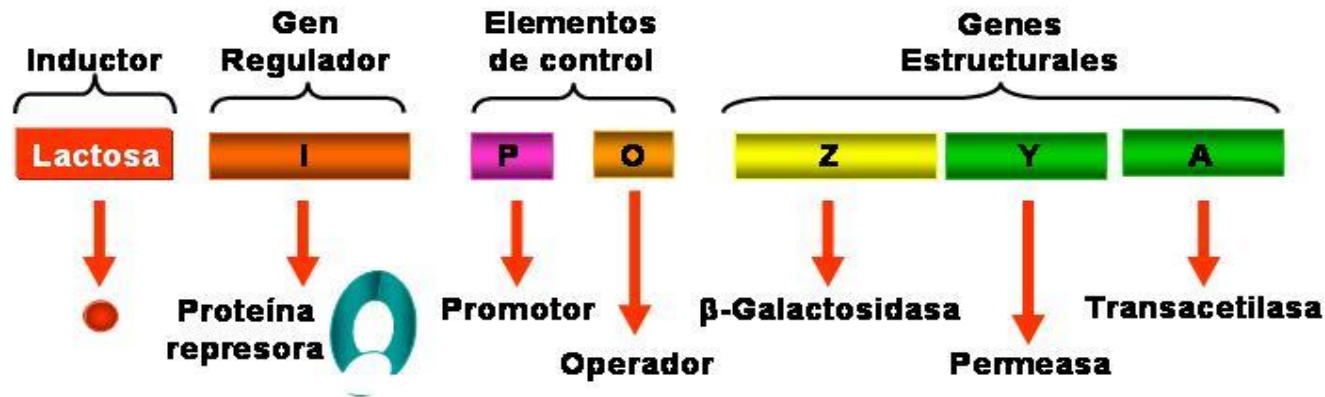 Inductor
Gen
Regulador
Elementos
de control
Genes
Estructurales
Lactosa
I
P
O
Z
Y
A
Proteína
represora
Promotor
Operador
β-Galactosidasa
Permeasa
Transacetilasa